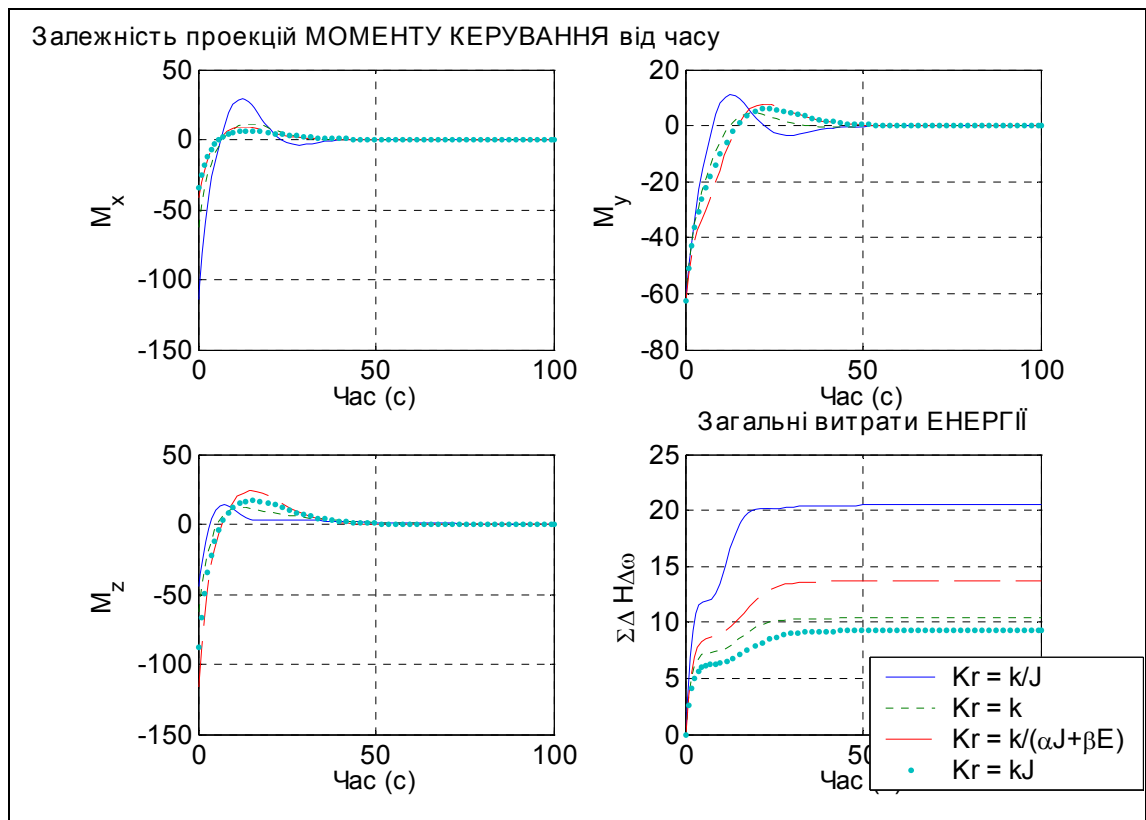 Залежність проекцій МОМЕНТУ КЕРУВАННЯ від часу
50
0
-50
-100
-150
M_x
0 50 100
Час (с)
20
0
-20
-40
-60
-80
M_y
0 50 100
Час (с)
50
0
-50
-100
-150
M_z
0 50 100
Час (с)
Загальні витрати ЕНЕРГІЇ
25
20
15
10
5
0
ΣΔ HΔω
0 50
Час (с)
Kr = k/J
Kr = k
Kr = k/(αJ+βE)
Kr = kJ